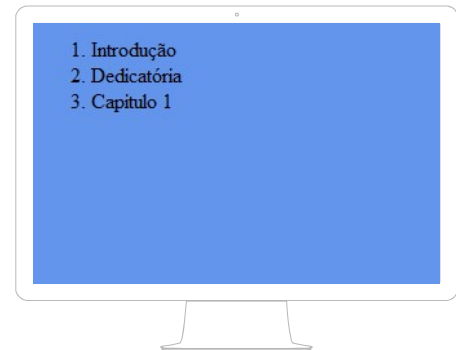 1. Introdução
2. Dedicatória
3. Capitulo 1